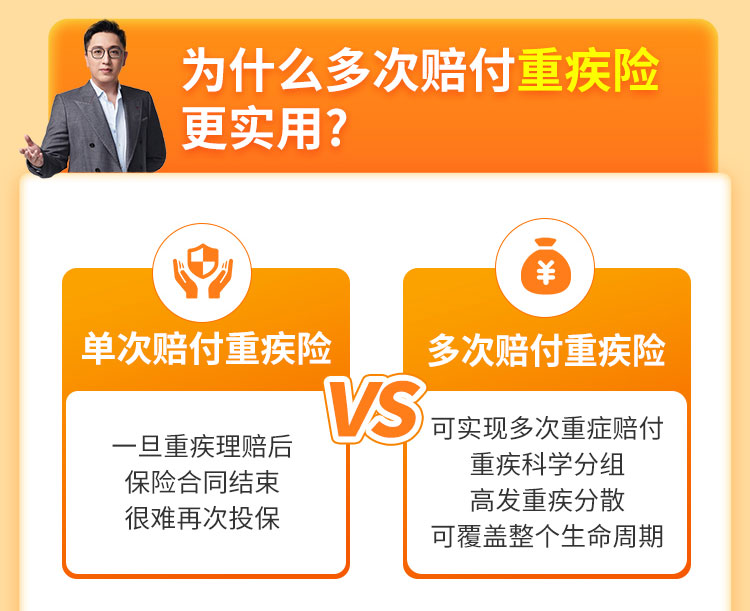 为什么多次赔付重疾险
更实用?
单次赔付重疾险
一旦重疾理赔后
保险合同结束
很难再次投保
VS
多次赔付重疾险
可实现多次重症赔付
重疾科学分组
高发重疾分散
可覆盖整个生命周期
¥